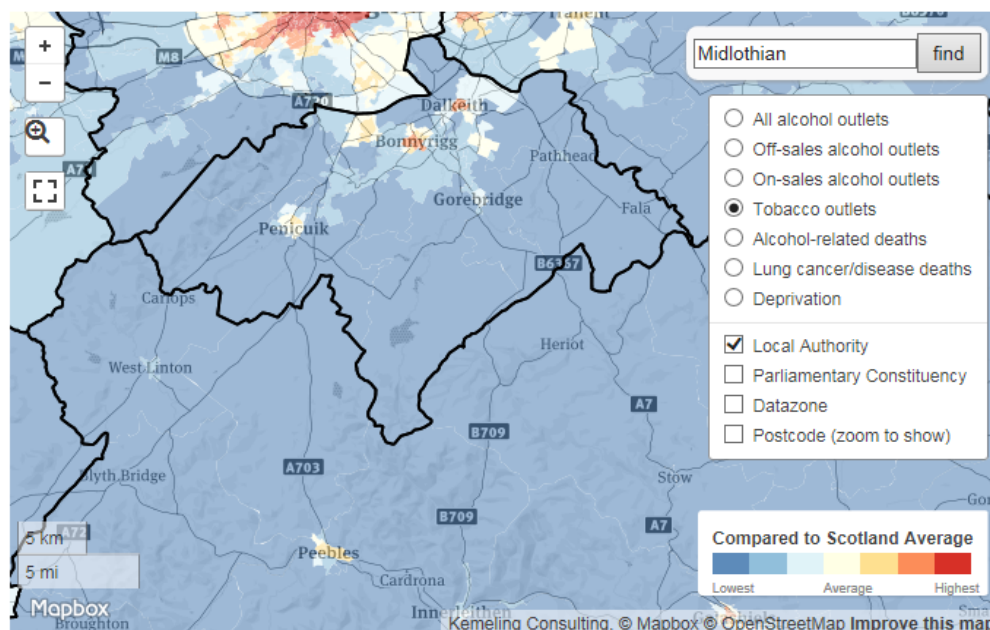 Tranent
+
M8
Midlothian
find
−
A720
Dalkeith
All alcohol outlets
Bonnyrigg
Off-sales alcohol outlets
Pathhead
A7
On-sales alcohol outlets
Gorebridge
Fala
Tobacco outlets
Penicuik
Alcohol-related deaths
B6367
Lung cancer/disease deaths
Carlops
Deprivation
Heriot
Local Authority
West Linton
Parliamentary Constituency
A7
Datazone
B709
Postcode (zoom to show)
A703
Blyth Bridge
Stow
B709
A7
5 km
A72
Compared to Scotland Average
Peebles
5 mi
Cardrona
Lowest
Average
Highest
Mapbox
Innerleithen
Broughton
Kemeling Consulting, © Mapbox © OpenStreetMap Improve this map